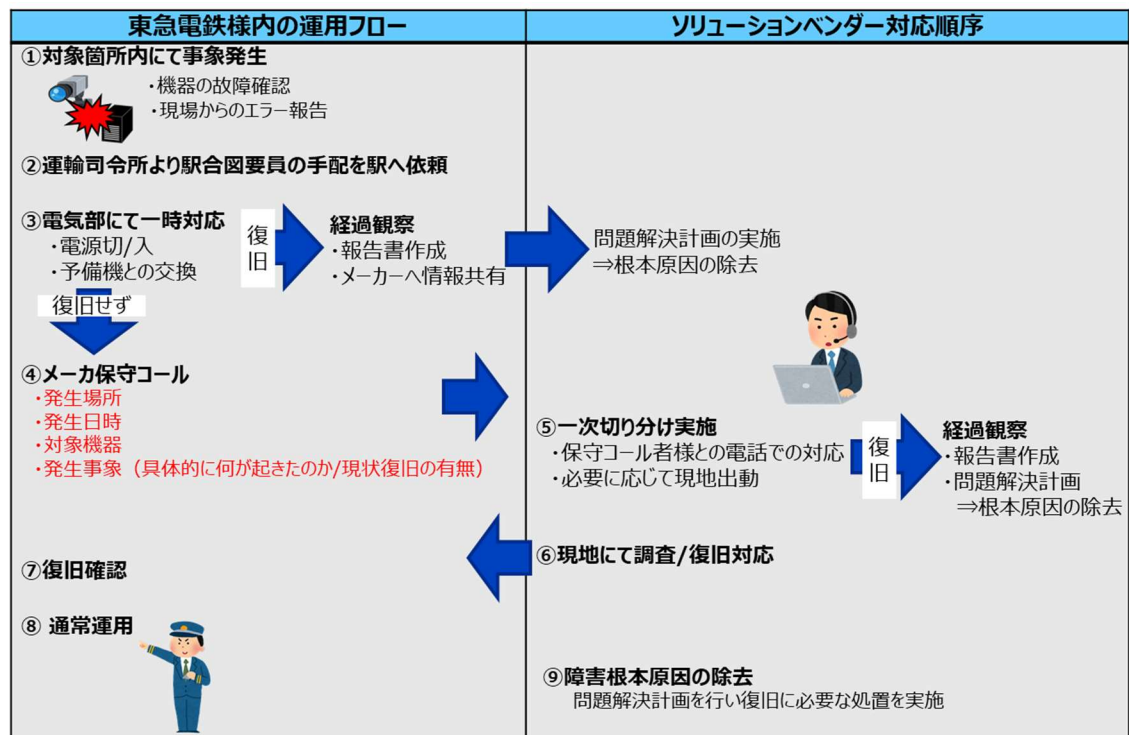 東急電鉄様内の運用フロー
ソリューションベンダー対応順序
①対象箇所内にて事象発生
・機器の故障確認
・現場からのエラー報告
②運輸司令所より駅合図要員の手配を駅へ依頼
③電気部にて一時対応
・電源切/入
・予備機との交換
復旧
経過観察
・報告書作成
・メーカーへ情報共有
問題解決計画の実施
⇒根本原因の除去
復旧せず
④メーカ保守コール
・発生場所
・発生日時
・対象機器
・発生事象（具体的に何が起きたのか/現状復旧の有無）
⑤一次切り分け実施
・保守コール者様との電話での対応
・必要に応じて現地出動
復旧
経過観察
・報告書作成
・問題解決計画
⇒根本原因の除去
⑥現地にて調査/復旧対応
⑦復旧確認
⑧ 通常運用
⑨障害根本原因の除去
問題解決計画を行い復旧に必要な処置を実施